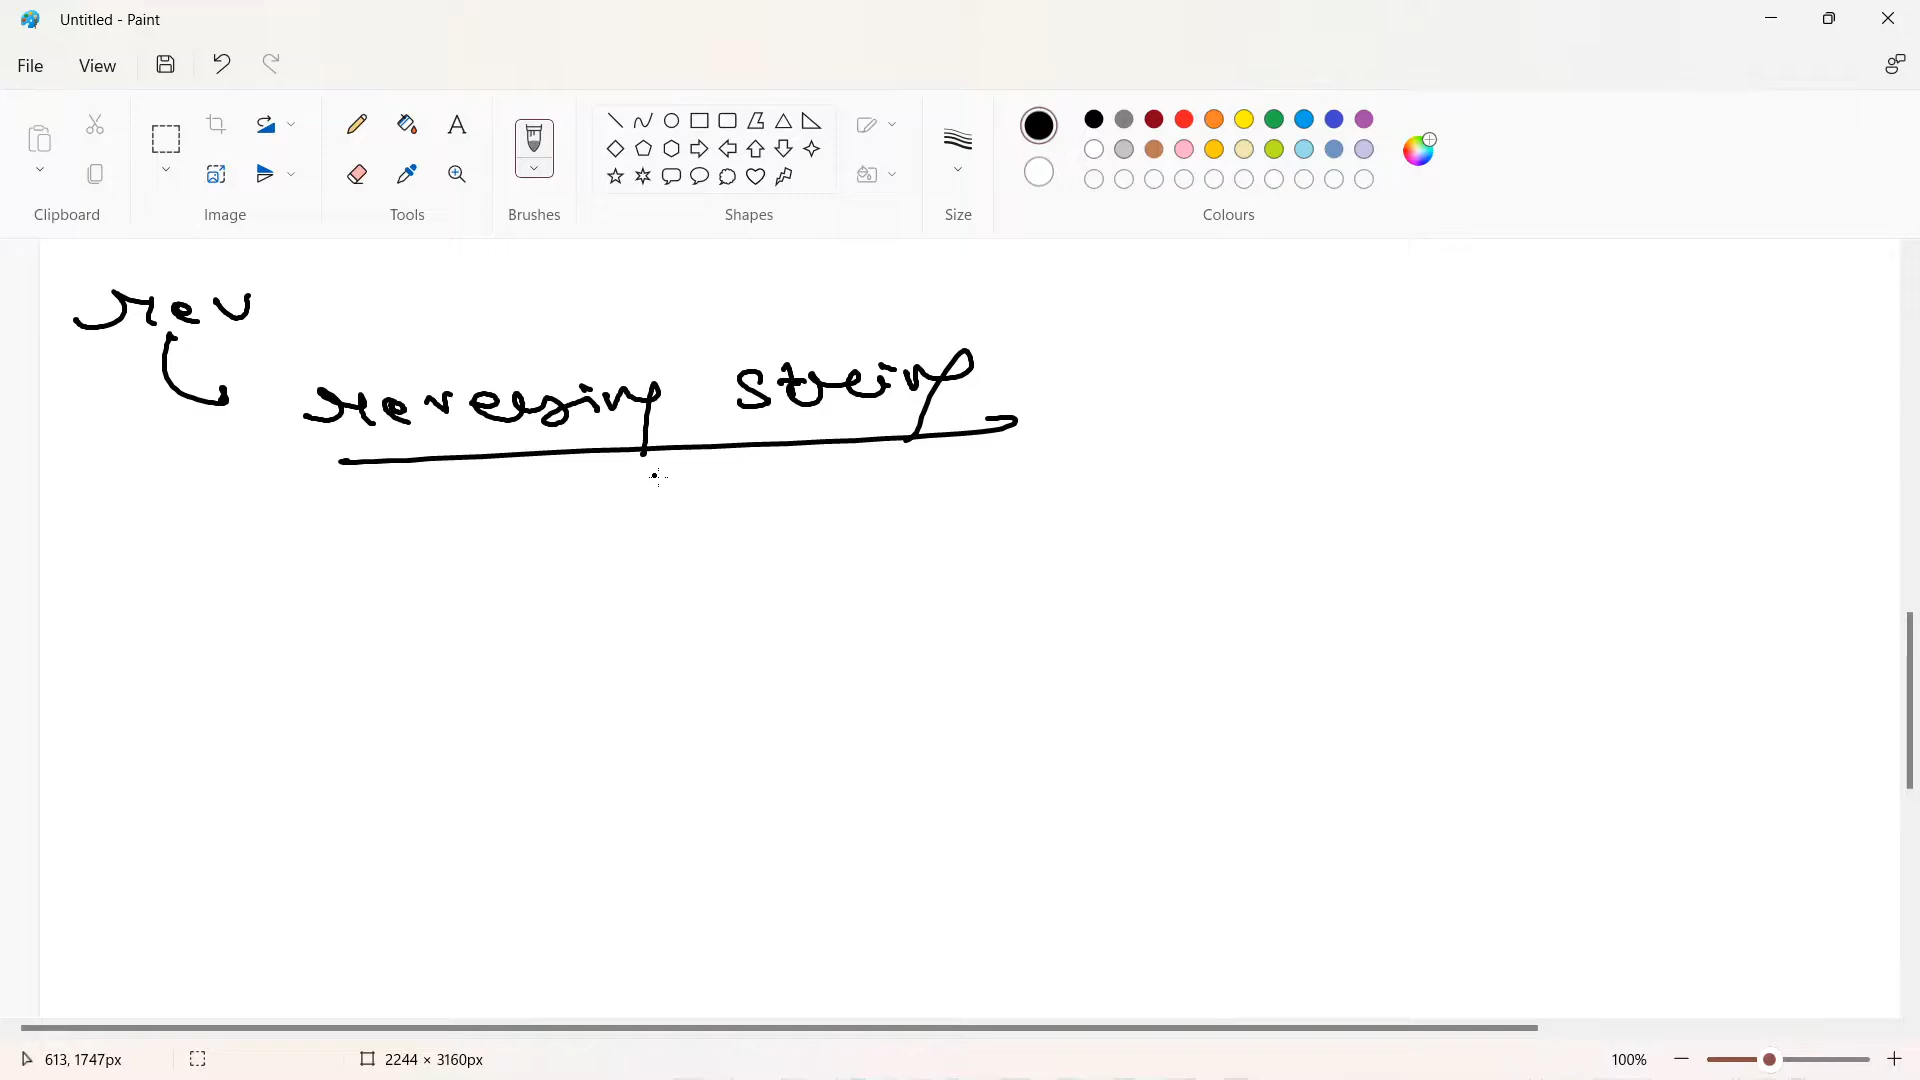 Untitled - Paint
File View
Clipboard Image Tools Brushes Shapes Size Colours
rev
reversing string
613, 1747px 2244 × 3160px 100%